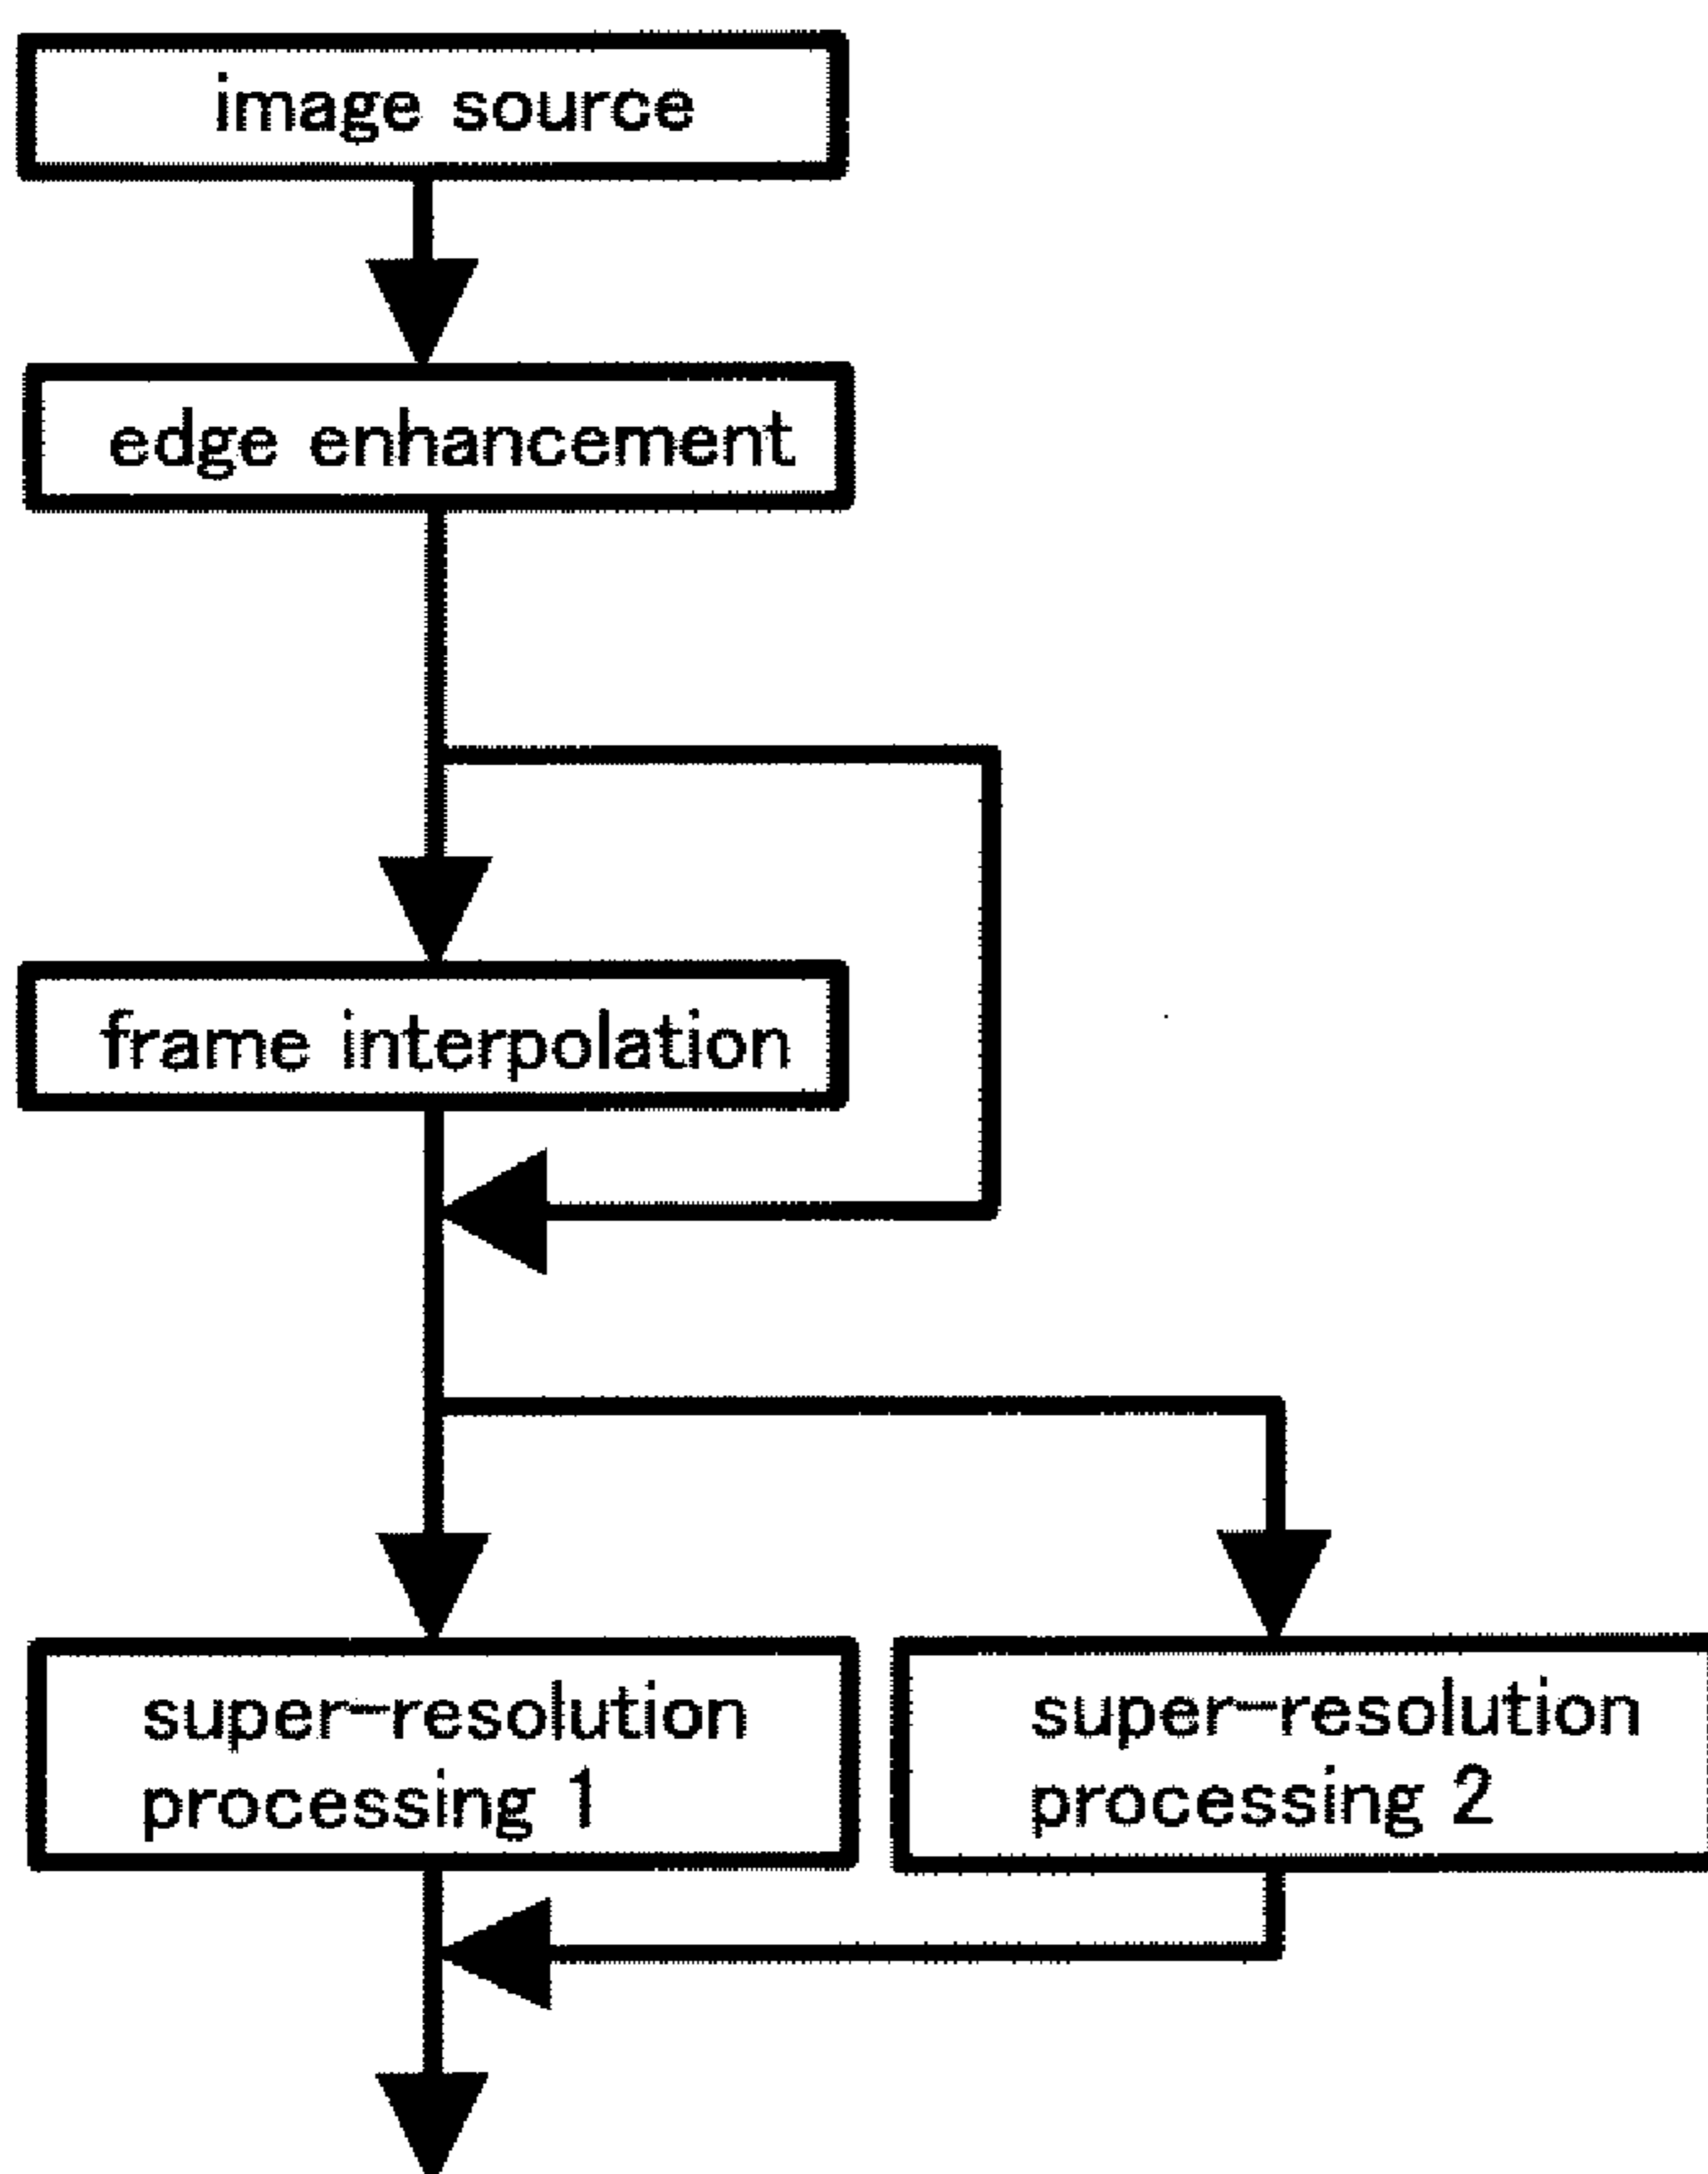 image source
edge enhancement
frame interpolation
super-resolution
processing 1
super-resolution
processing 2